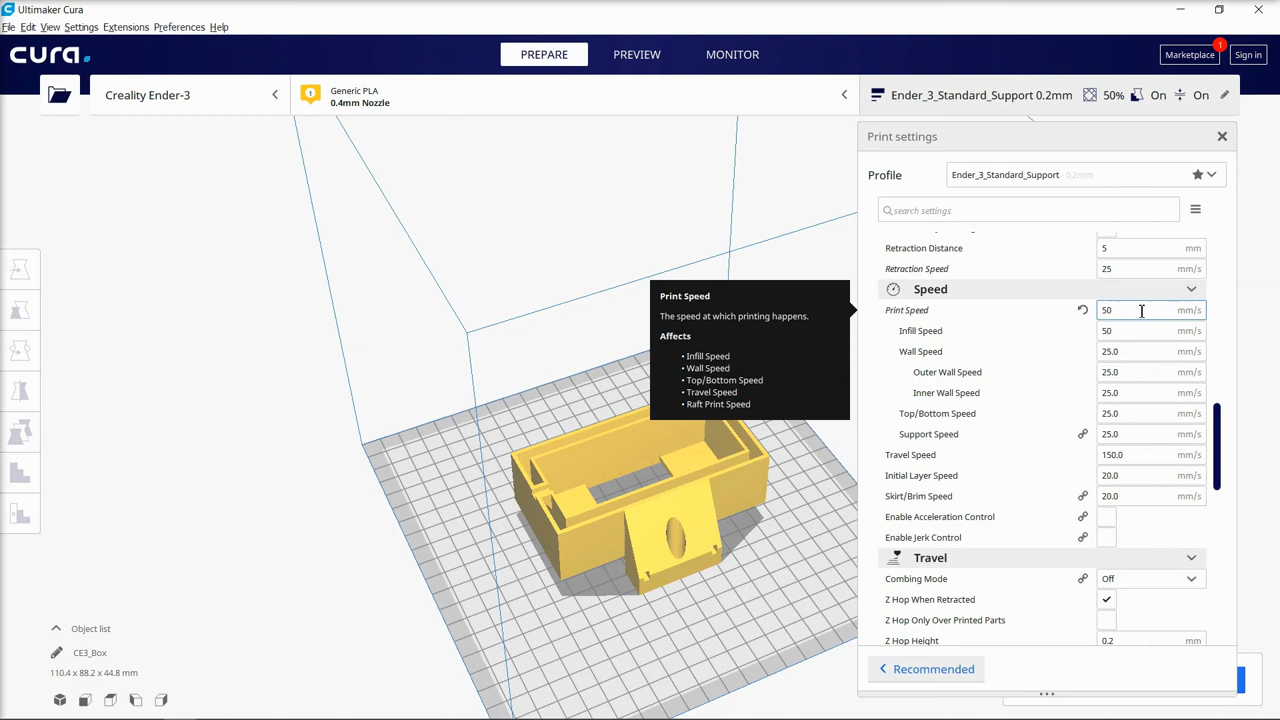 Ultimaker Cura
File Edit View Settings Extensions Preferences Help
cura.
PREPARE PREVIEW MONITOR
Marketplace 1 Sign in
Creality Ender-3
1 Generic PLA
0.4mm Nozzle
Ender_3_Standard_Support 0.2mm 50% On On
Print settings
Profile Ender_3_Standard_Support 0.2mm
search settings
Retraction Distance 5 mm
Retraction Speed 25 mm/s
Speed
Print Speed 50 mm/s
Infill Speed 50 mm/s
Wall Speed 25.0 mm/s
Outer Wall Speed 25.0 mm/s
Inner Wall Speed 25.0 mm/s
Top/Bottom Speed 25.0 mm/s
Support Speed 25.0 mm/s
Travel Speed 150.0 mm/s
Initial Layer Speed 20.0 mm/s
Skirt/Brim Speed 20.0 mm/s
Enable Acceleration Control
Enable Jerk Control
Travel
Combing Mode Off
Z Hop When Retracted
Z Hop Only Over Printed Parts
Z Hop Height 0.2 mm
Recommended
Print Speed
The speed at which printing happens.
Affects
• Infill Speed
• Wall Speed
• Top/Bottom Speed
• Travel Speed
• Raft Print Speed
Object list
CE3_Box
110.4 x 88.2 x 44.8 mm